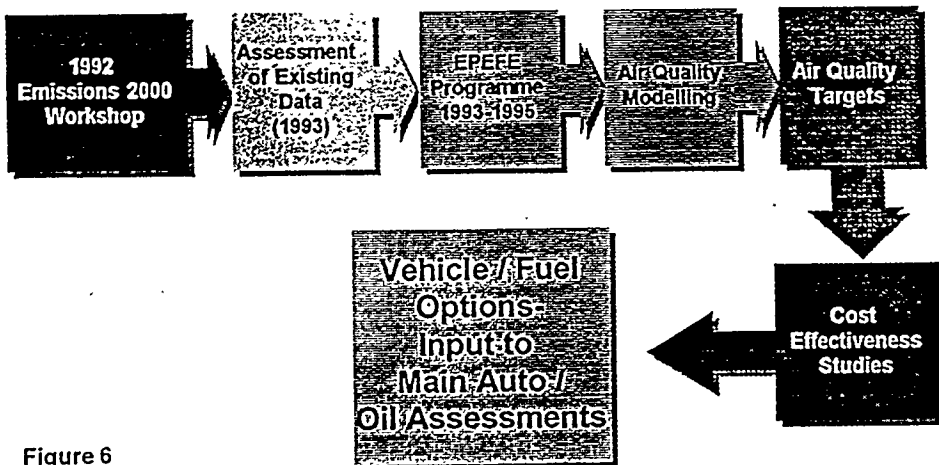 1992
Emissions 2000
Workshop
Assessment
of Existing
Data
(1993)
EPEFE
Programme
1993-1995
Air Quality
Modelling
Air Quality
Targets
Cost
Effectiveness
Studies
Vehicle / Fuel
Options-
Input to
Main Auto /
Oil Assessments
Figure 6